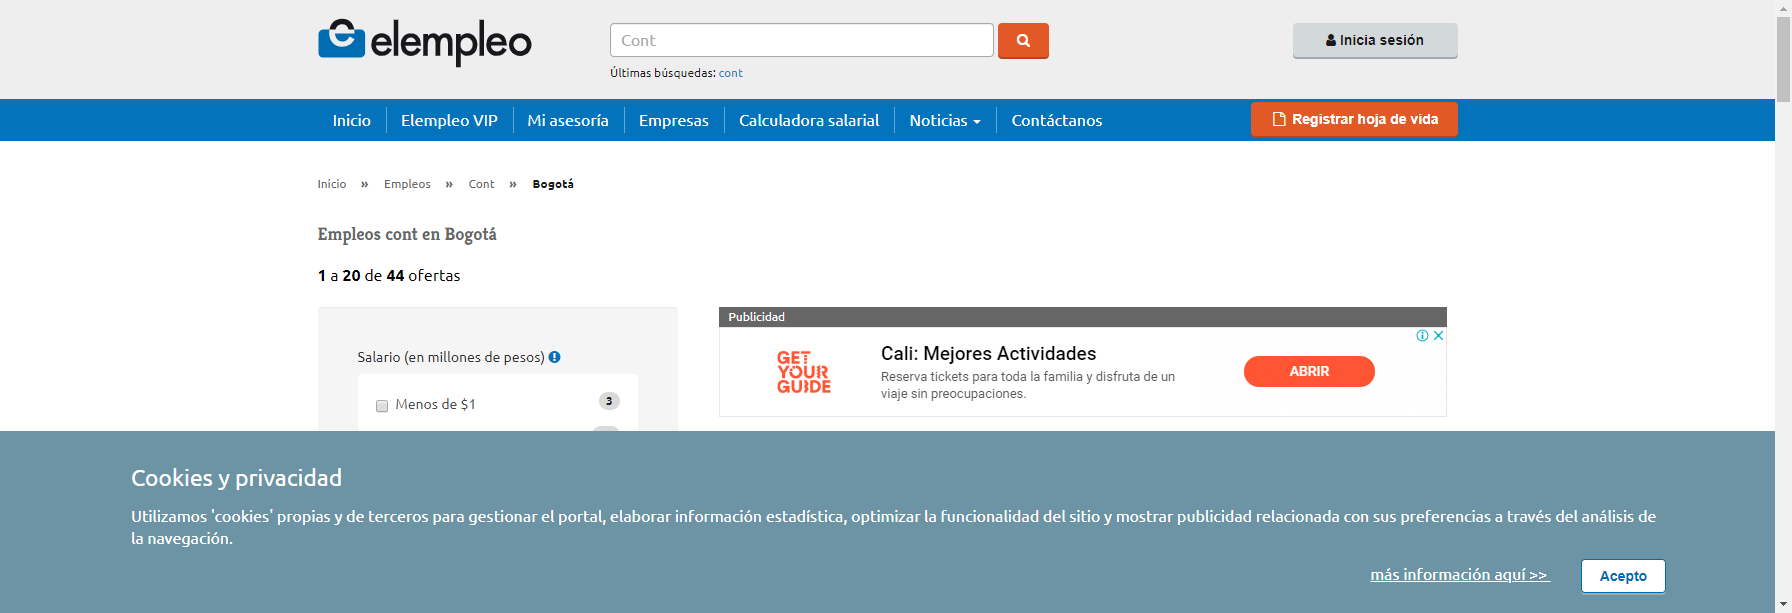 elempleo
Cont
Inicia sesión
Últimas búsquedas: cont
Inicio
Elempleo VIP
Mi asesoría
Empresas
Calculadora salarial
Noticias
Contáctanos
Registrar hoja de vida
Inicio » Empleos » Cont » Bogotá
Empleos cont en Bogotá
1 a 20 de 44 ofertas
Salario (en millones de pesos)
Menos de $1
3
Publicidad
GET
YOUR
GUIDE
Cali: Mejores Actividades
Reserva tickets para toda la familia y disfruta de un
viaje sin preocupaciones.
ABRIR
Cookies y privacidad
Utilizamos 'cookies' propias y de terceros para gestionar el portal, elaborar información estadística, optimizar la funcionalidad del sitio y mostrar publicidad relacionada con sus preferencias a través del análisis de
la navegación.
más información aquí >>
Acepto